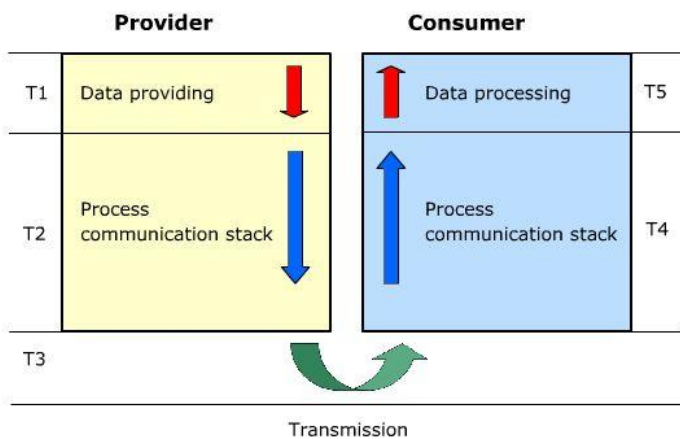 Provider
Consumer
T1
Data providing
Data processing
T5
T2
Process
communication stack
Process
communication stack
T4
T3
Transmission